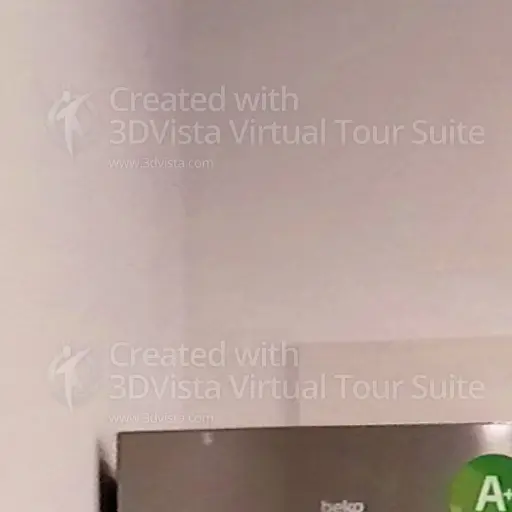 Created with
3DVista Virtual Tour Suite
www.3dvista.com
Created with
3DVista Virtual Tour Suite
www.3dvista.com
beko
A+